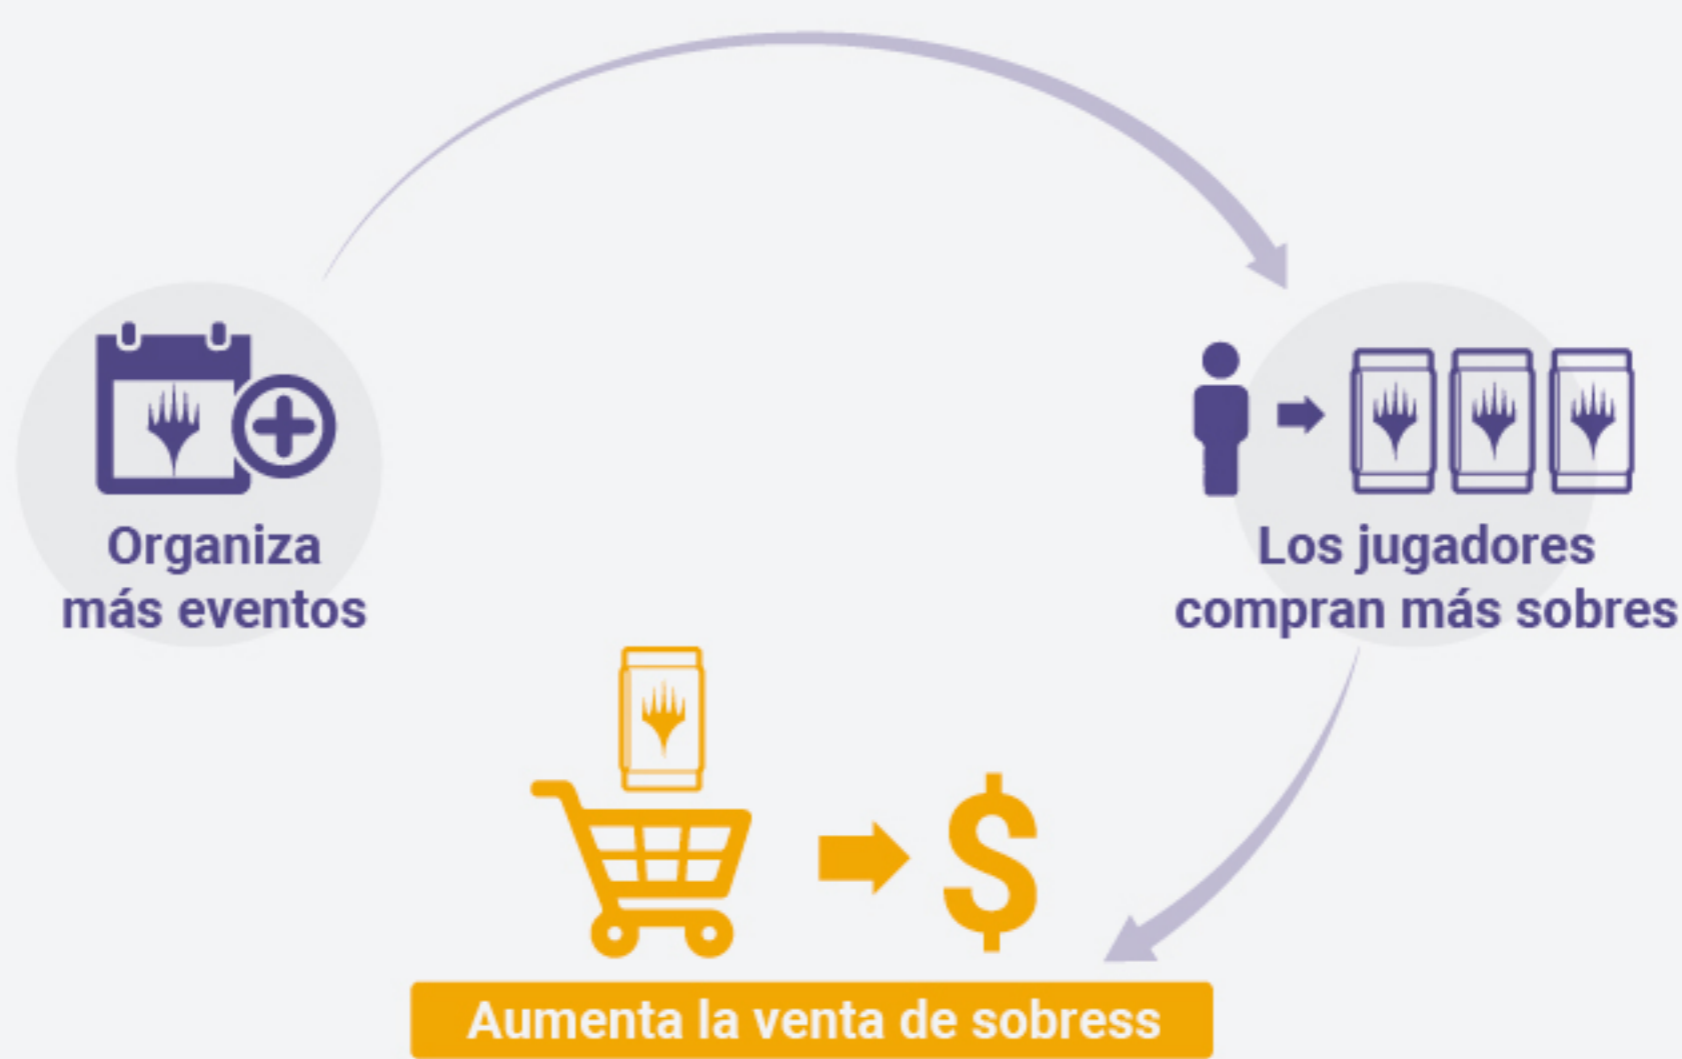 Organiza
más eventos
Los jugadores
compran más sobres
$
Aumenta la venta de sobress